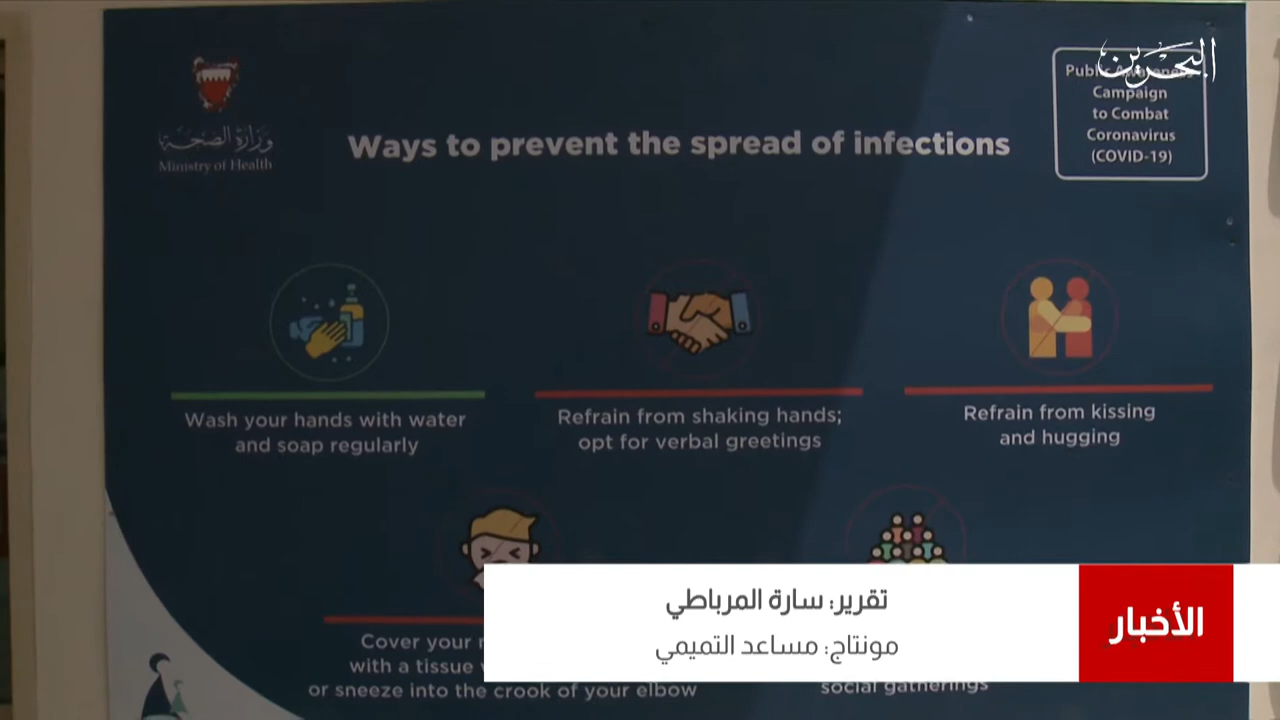 البحرين
Public Awareness
Campaign
to Combat
Coronavirus
(COVID-19)
وزارة الصحة
Ministry of Health
Ways to prevent the spread of infections
Wash your hands with water
and soap regularly
Refrain from shaking hands;
opt for verbal greetings
Refrain from kissing
and hugging
Cover your
with a tissue
or sneeze into the crook of your elbow
social gatherings
تقرير: سارة المرباطي
مونتاج: مساعد التميمي
الأخبار